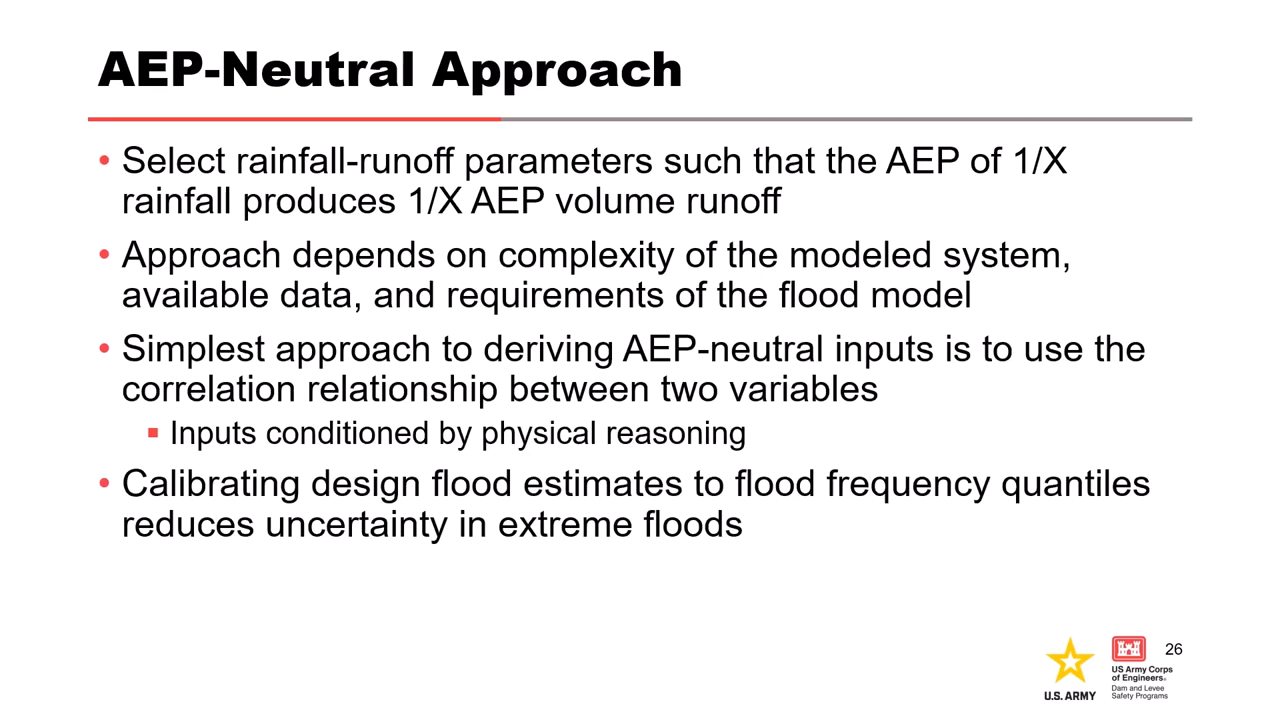 AEP-Neutral Approach
• Select rainfall-runoff parameters such that the AEP of 1/X
rainfall produces 1/X AEP volume runoff
• Approach depends on complexity of the modeled system,
available data, and requirements of the flood model
• Simplest approach to deriving AEP-neutral inputs is to use the
correlation relationship between two variables
▪ Inputs conditioned by physical reasoning
• Calibrating design flood estimates to flood frequency quantiles
reduces uncertainty in extreme floods
26
U.S. ARMY
US Army Corps
of Engineers®
Dam and Levee
Safety Programs